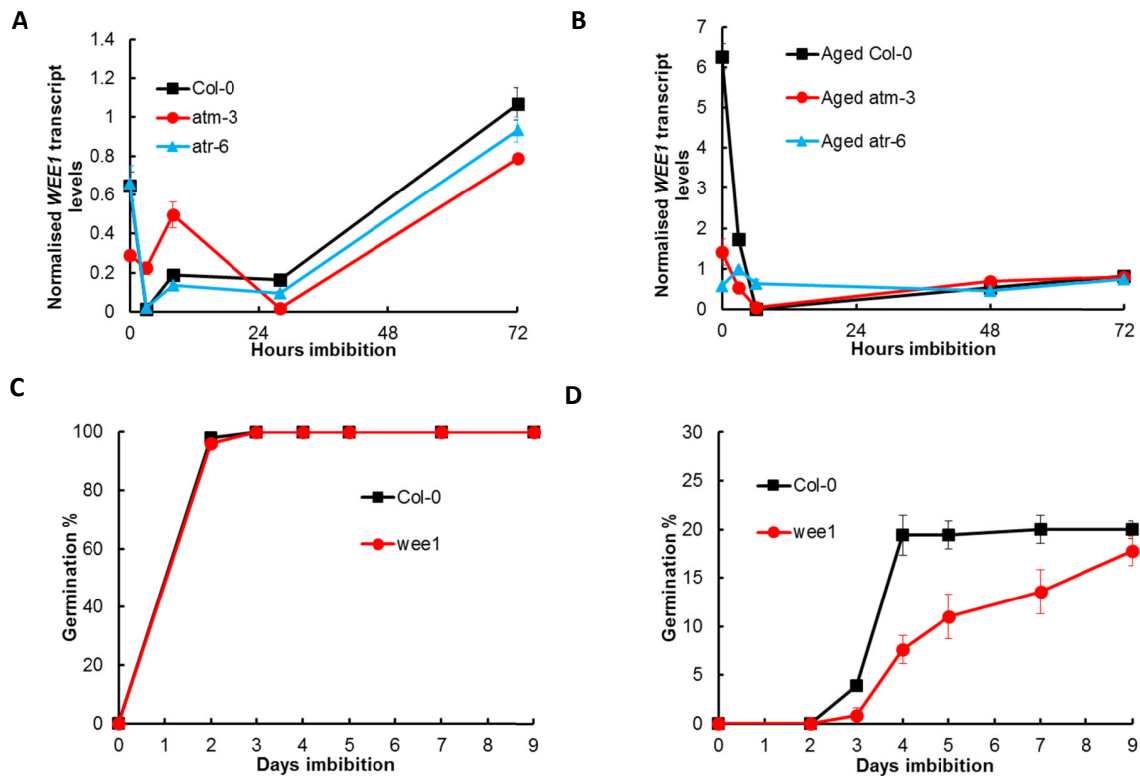 A
Normalised WEE1 transcript
levels
1.4
1.2
1
0.8
0.6
0.4
0.2
0
Col-0
atm-3
atr-6
0
24
48
72
Hours imbibition
B
Normalised WEE1 transcript
levels
7
6
5
4
3
2
1
0
Aged Col-0
Aged atm-3
Aged atr-6
0
24
48
72
Hours imbibition
C
Germination %
100
80
60
40
20
0
Col-0
wee1
0
1
2
3
4
5
6
7
8
9
Days imbibition
D
Germination %
30
25
20
15
10
5
0
Col-0
wee1
0
1
2
3
4
5
6
7
8
9
Days imbibition